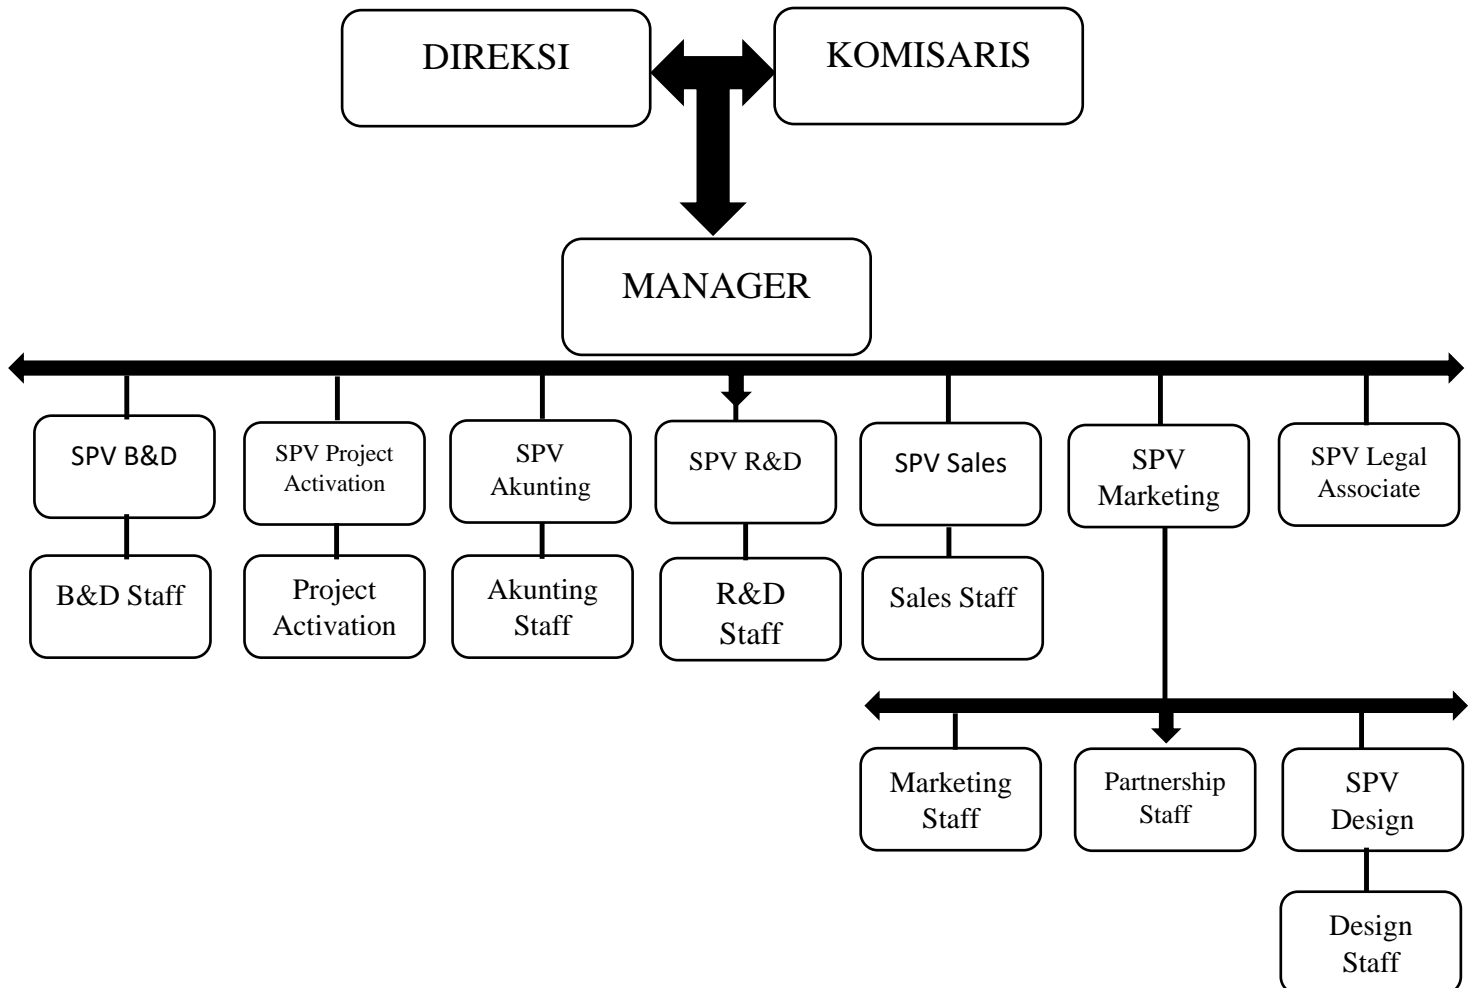 DIREKSI
KOMISARIS
MANAGER
SPV B&D
SPV Project
Activation
SPV
Akunting
SPV R&D
SPV Sales
SPV
Marketing
SPV Legal
Associate
B&D Staff
Project
Activation
Akunting
Staff
R&D
Staff
Sales Staff
Marketing
Staff
Partnership
Staff
SPV
Design
Design
Staff